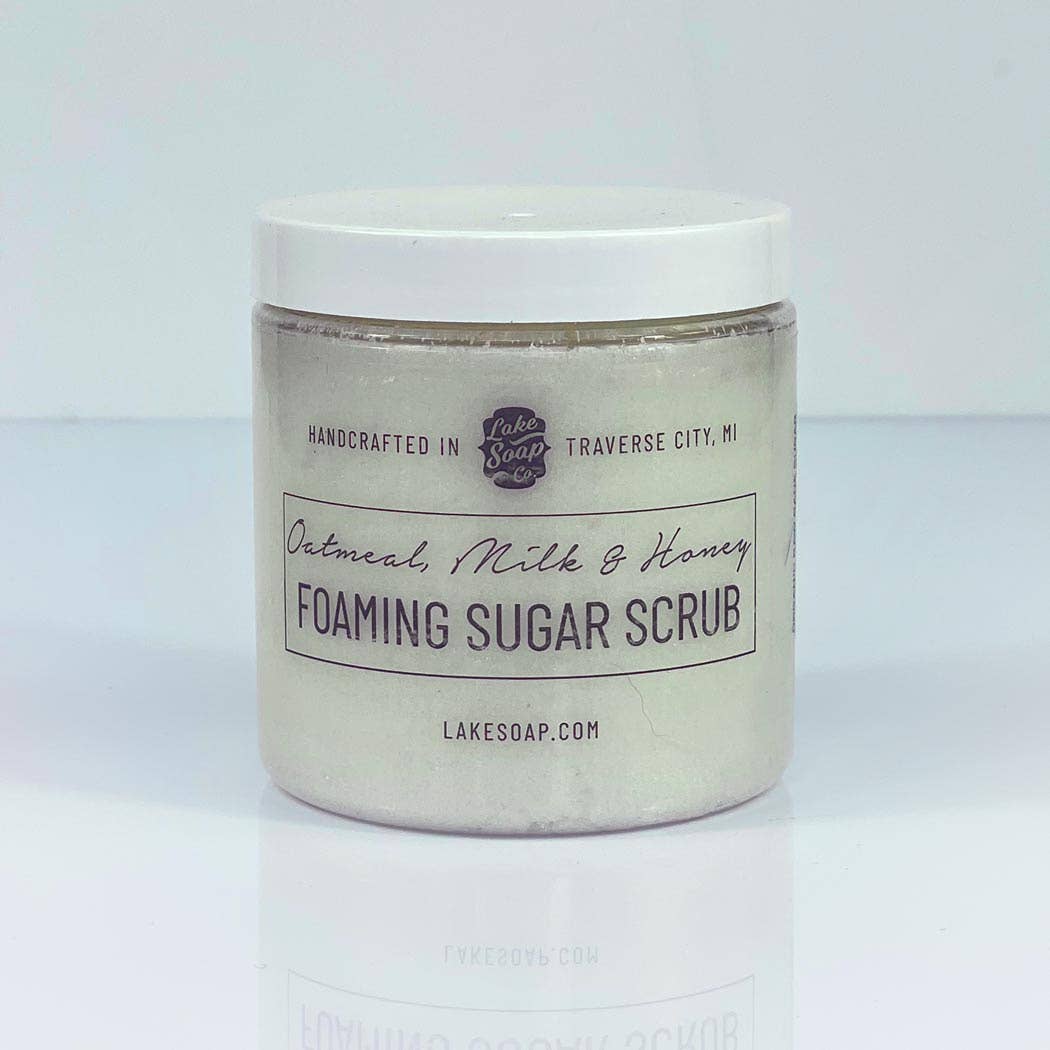 HANDCRAFTED IN Lake Soap Co. TRAVERSE CITY, MI
Oatmeal, Milk & Honey
FOAMING SUGAR SCRUB
LAKESOAP.COM